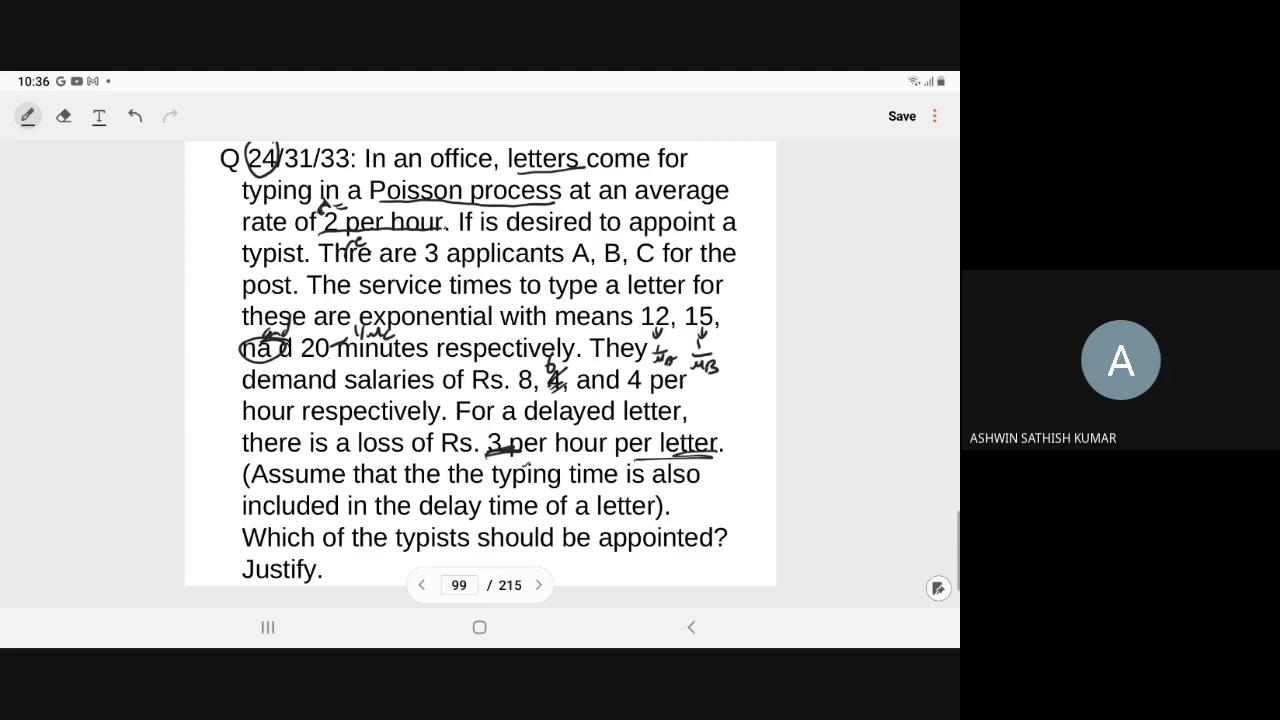 10:36
Save
Q 24/31/33: In an office, letters come for
typing in a Poisson process at an average
rate of 2 per hour. If is desired to appoint a
re
typist. Thre are 3 applicants A, B, C for the
post. The service times to type a letter for
these are exponential with means 12, 15,
and
na d 20 minutes respectively. They
6
demand salaries of Rs. 8, 4, and 4 per
hour respectively. For a delayed letter,
there is a loss of Rs. 3 per hour per letter.
(Assume that the the typing time is also
included in the delay time of a letter).
Which of the typists should be appointed?
Justify.
99 / 215
A
ASHWIN SATHISH KUMAR